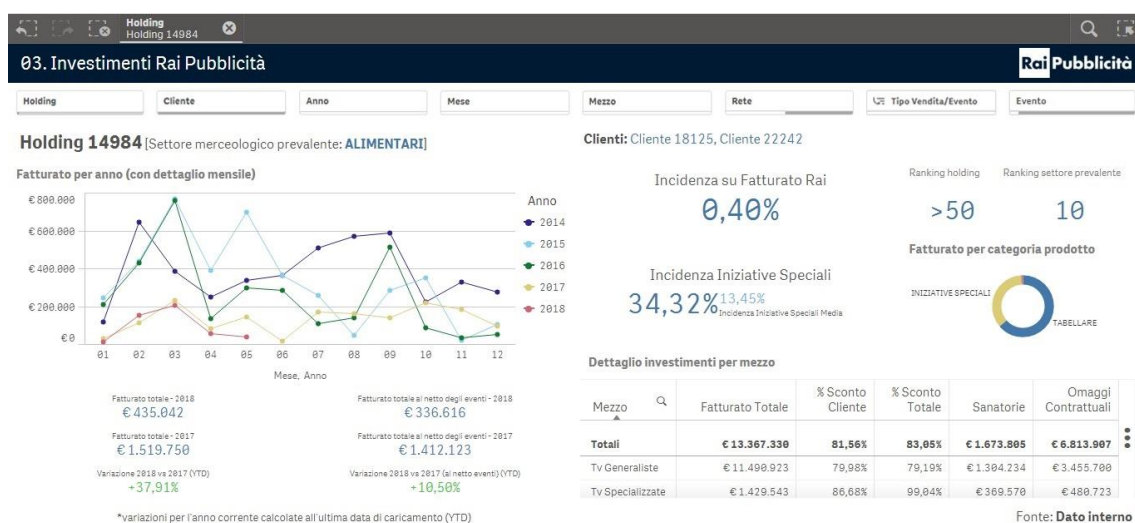 Holding
Holding 14984
03. Investimenti Rai Pubblicità
Rai Pubblicità
Holding Cliente Anno Mese Mezzo Rete Tipo Vendita/Evento Evento
Holding 14984 [Settore merceologico prevalente: ALIMENTARI]
Clienti: Cliente 18125, Cliente 22242
Fatturato per anno (con dettaglio mensile)
€ 800.000
€ 600.000
€ 400.000
€ 200.000
€ 0
01 02 03 04 05 06 07 08 09 10 11 12
Mese, Anno
Anno
2014
2015
2016
2017
2018
Fatturato totale - 2018
€ 435.042
Fatturato totale al netto degli eventi - 2018
€ 336.616
Fatturato totale - 2017
€ 1.519.750
Fatturato totale al netto degli eventi - 2017
€ 1.412.123
Variazione 2018 vs 2017 (YTD)
+37,91%
Variazione 2018 vs 2017 (al netto eventi) (YTD)
+10,50%
*variazioni per l'anno corrente calcolate all'ultima data di caricamento (YTD)
Incidenza su Fatturato Rai
0,40%
Ranking holding
>50
Ranking settore prevalente
10
Incidenza Iniziative Speciali
34,32% 13,45%
Incidenza Iniziative Speciali Media
Fatturato per categoria prodotto
INIZIATIVE SPECIALI
TABELLARE
Dettaglio investimenti per mezzo
Mezzo Fatturato Totale % Sconto Cliente % Sconto Totale Sanatorie Omaggi Contrattuali
Totali € 13.367.330 81,56% 83,05% € 1.673.805 € 6.813.907
Tv Generaliste € 11.490.923 79,98% 79,19% € 1.304.234 € 3.455.700
Tv Specializzate € 1.429.543 86,68% 99,04% € 369.570 € 480.723
Fonte: Dato interno